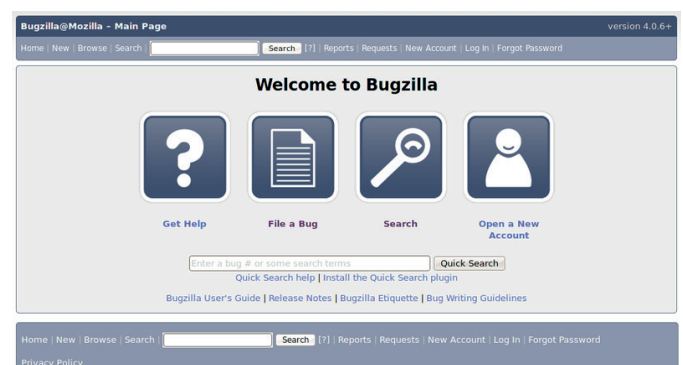 Bugzilla@Mozilla – Main Page version 4.0.6+
Home | New | Browse | Search | Search [?] | Reports | Requests | New Account | Log In | Forgot Password
Welcome to Bugzilla
Get Help File a Bug Search Open a New
Account
Enter a bug # or some search terms Quick Search
Quick Search help | Install the Quick Search plugin
Bugzilla User's Guide | Release Notes | Bugzilla Etiquette | Bug Writing Guidelines
Home | New | Browse | Search | Search [?] | Reports | Requests | New Account | Log In | Forgot Password
Privacy Policy